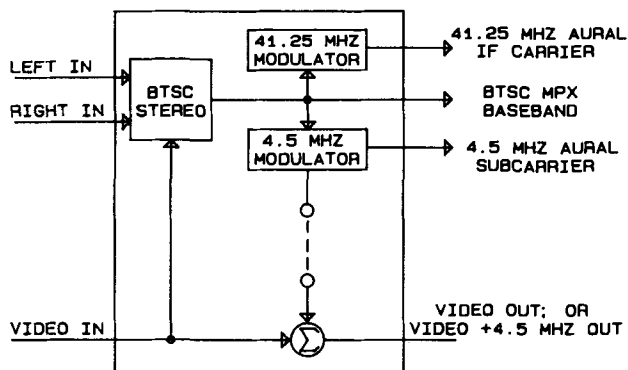 LEFT IN
RIGHT IN
BTSC
STEREO
41.25 MHZ
MODULATOR
41.25 MHZ AURAL
IF CARRIER
BTSC MPX
BASEBAND
4.5 MHZ
MODULATOR
4.5 MHZ AURAL
SUBCARRIER
VIDEO IN
Σ
VIDEO OUT; OR
VIDEO +4.5 MHZ OUT